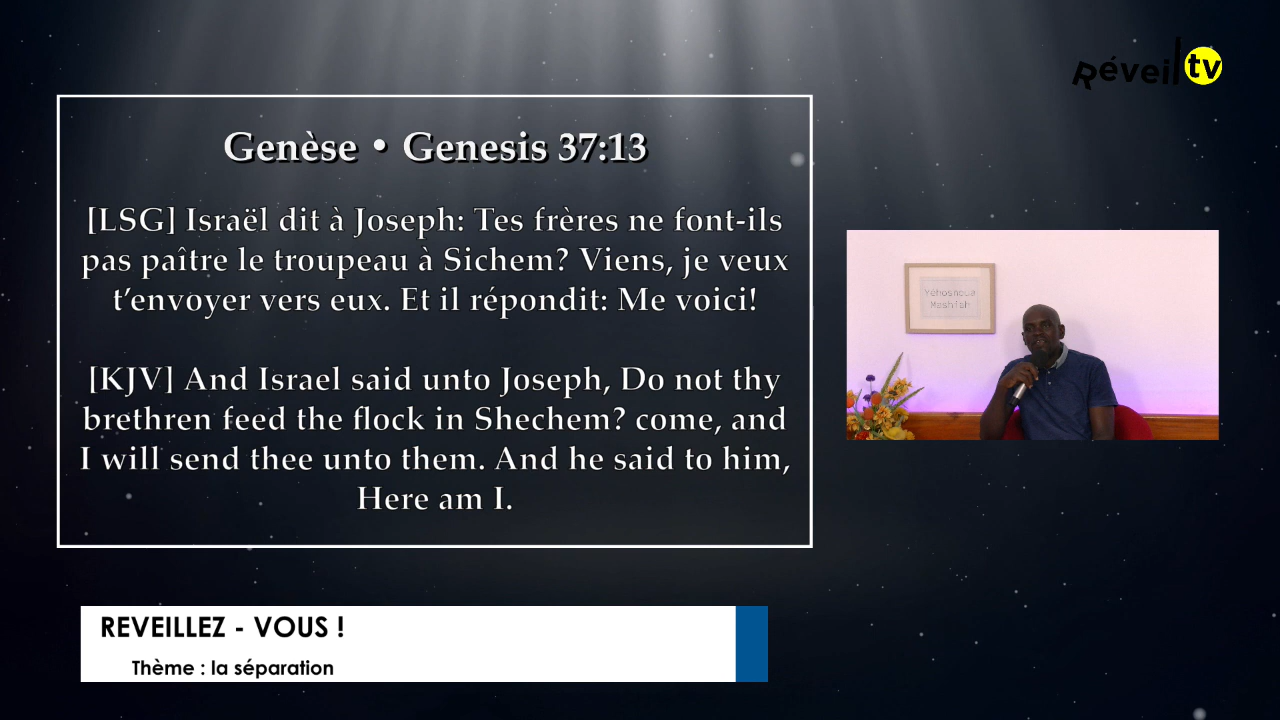 Réveil tv
Genèse • Genesis 37:13
[LSG] Israël dit à Joseph: Tes frères ne font-ils
pas paître le troupeau à Sichem? Viens, je veux
t’envoyer vers eux. Et il répondit: Me voici!
[KJV] And Israel said unto Joseph, Do not thy
brethren feed the flock in Shechem? come, and
I will send thee unto them. And he said to him,
Here am I.
Yéhoshoua
Mashiah
REVEILLEZ - VOUS !
Thème : la séparation